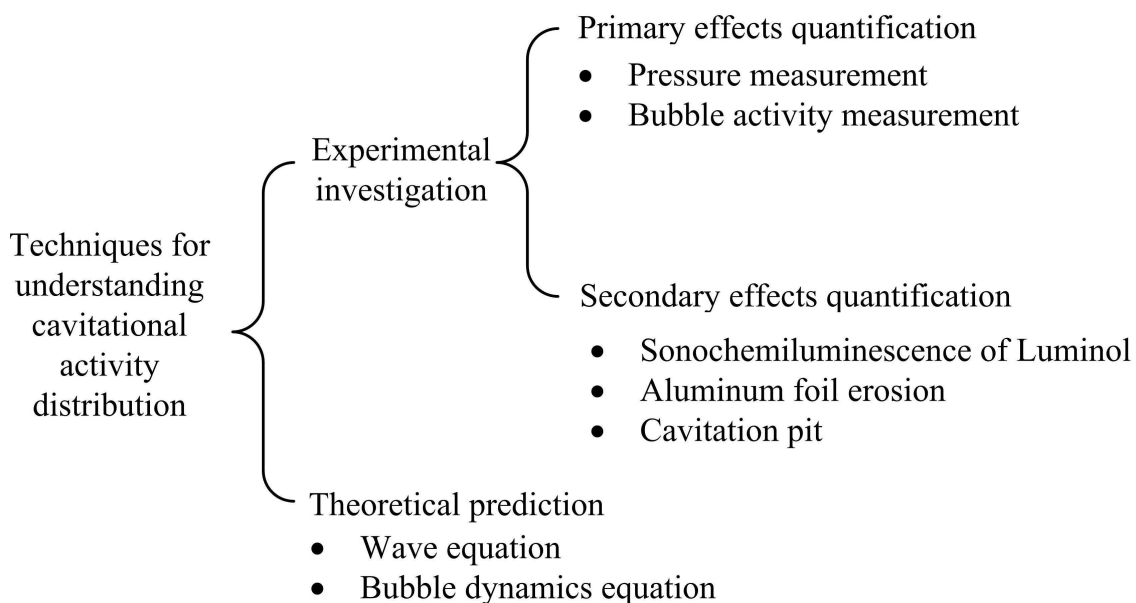 Techniques for
understanding
cavitational
activity
distribution
Experimental
investigation
Primary effects quantification
• Pressure measurement
• Bubble activity measurement
Secondary effects quantification
• Sonochemiluminescence of Luminol
• Aluminum foil erosion
• Cavitation pit
Theoretical prediction
• Wave equation
• Bubble dynamics equation